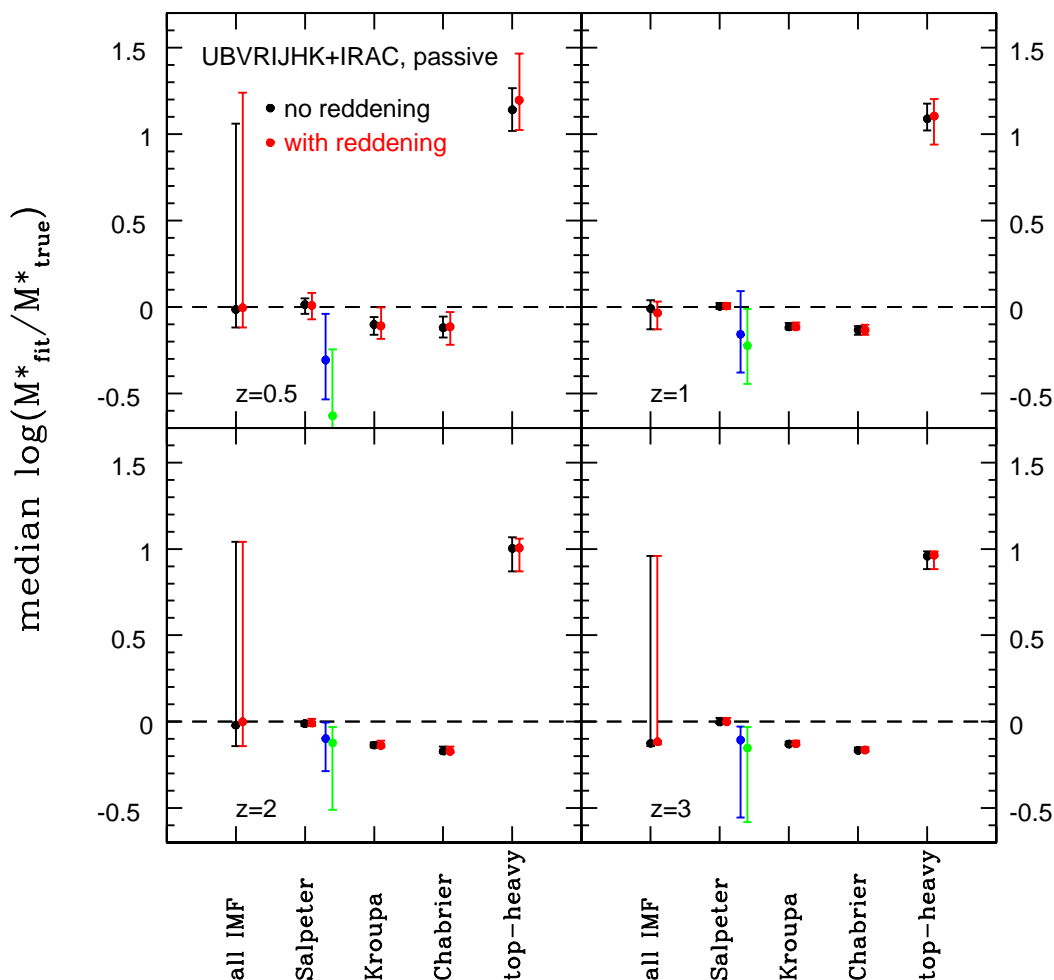 UBVRIJHK+IRAC, passive
no reddening
with reddening
1.5
1
0.5
0
-0.5
z=0.5
1.5
1
0.5
0
-0.5
z=1
median log(M*fit/M*true)
1.5
1
0.5
0
-0.5
z=2
1.5
1
0.5
0
-0.5
z=3
all IMF
Salpeter
Kroupa
Chabrier
top-heavy
all IMF
Salpeter
Kroupa
Chabrier
top-heavy